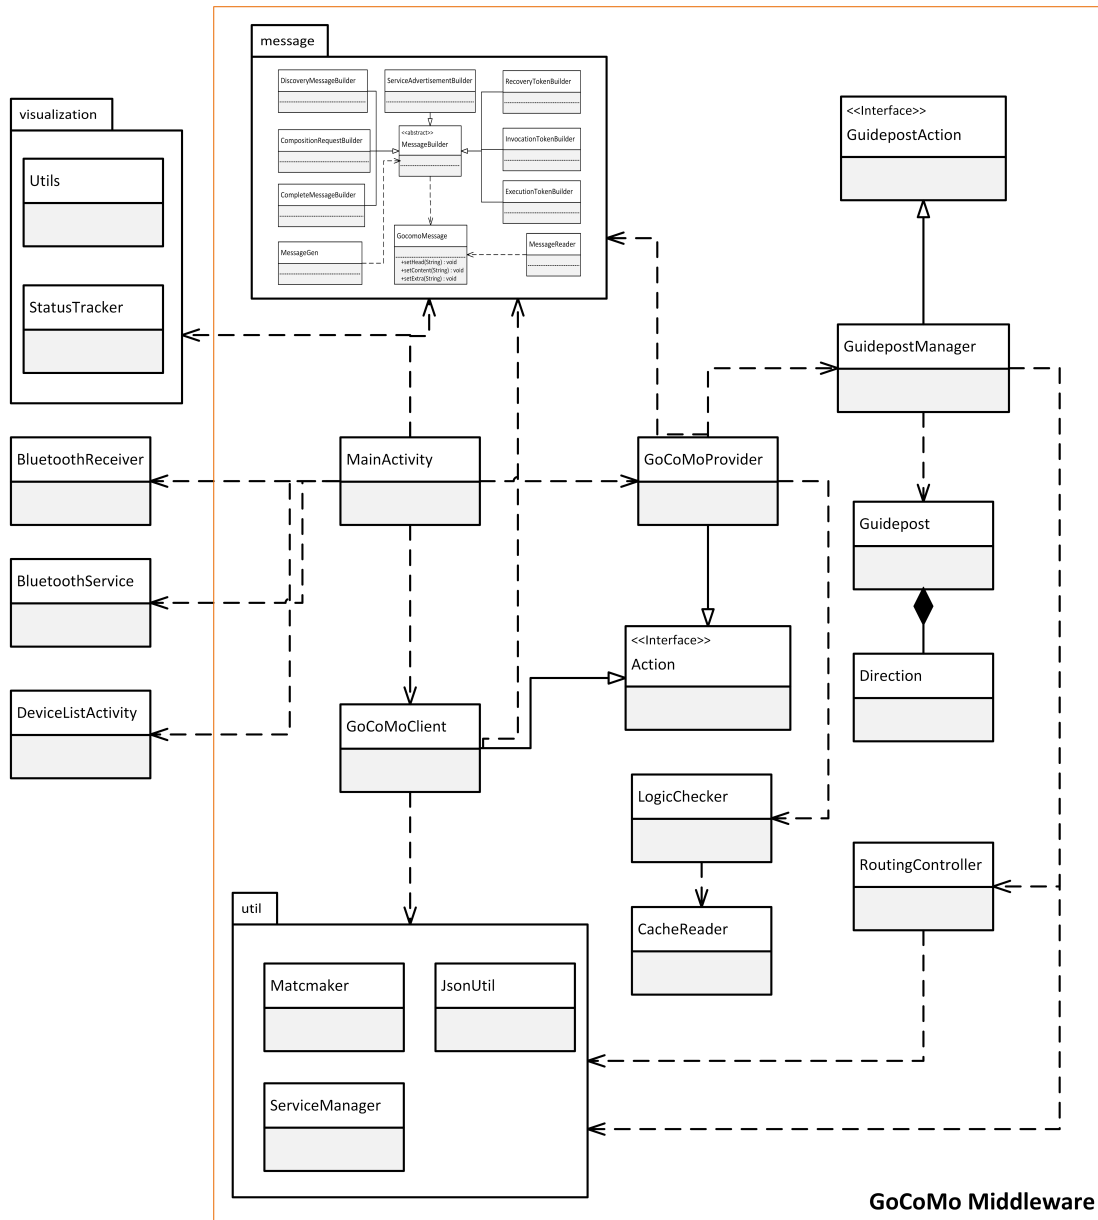 message
DiscoveryMessageBuilder
ServiceAdvertisementBuilder
RecoveryTokenBuilder
CompositionRequestBuilder
<<abstract>>
MessageBuilder
InvocationTokenBuilder
CompleteMessageBuilder
ExecutionTokenBuilder
MessageGen
GocomoMessage
+setHead(String) : void
+setContent(String) : void
+setExtra(String) : void
MessageReader
visualization
Utils
StatusTracker
<<Interface>>
GuidepostAction
GuidepostManager
BluetoothReceiver
MainActivity
GoCoMoProvider
Guidepost
BluetoothService
<<Interface>>
Action
Direction
DeviceListActivity
GoCoMoClient
LogicChecker
RoutingController
CacheReader
util
Matcmaker
JsonUtil
ServiceManager
GoCoMo Middleware